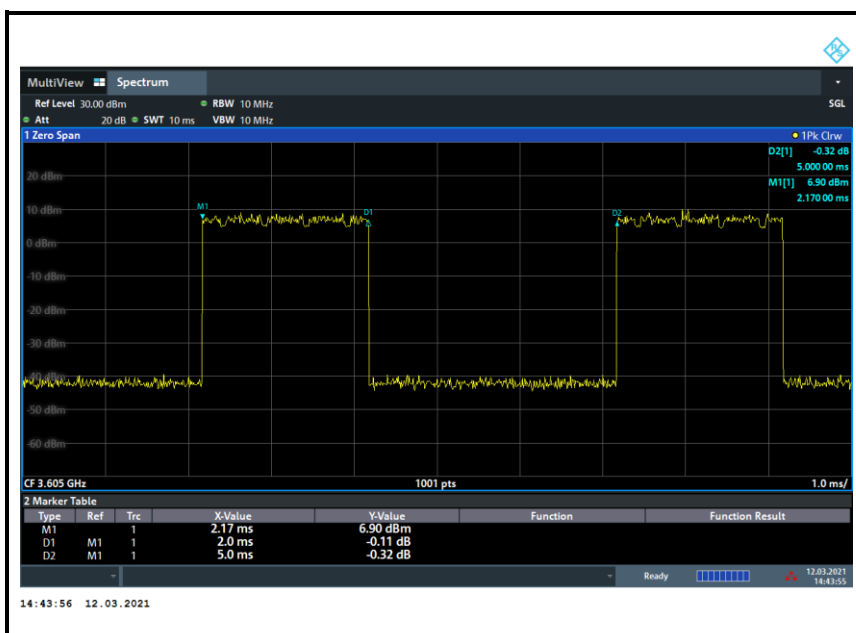 R&S
MultiView Spectrum
Ref Level 30.00 dBm RBW 10 MHz SGL
Att 20 dB SWT 10 ms VBW 10 MHz
1 Zero Span 1Pk Clrw
D2[1] -0.32 dB
5.000 00 ms
M1[1] 6.90 dBm
2.170 00 ms
20 dBm
M1
10 dBm D1 D2
0 dBm
-10 dBm
-20 dBm
-30 dBm
-40 dBm
-50 dBm
-60 dBm
CF 3.605 GHz 1001 pts 1.0 ms/
2 Marker Table
Type Ref Trc X-Value Y-Value Function Function Result
M1 1 2.17 ms 6.90 dBm
D1 M1 1 2.0 ms -0.11 dB
D2 M1 1 5.0 ms -0.32 dB
Ready 12.03.2021
14:43:55
14:43:56 12.03.2021